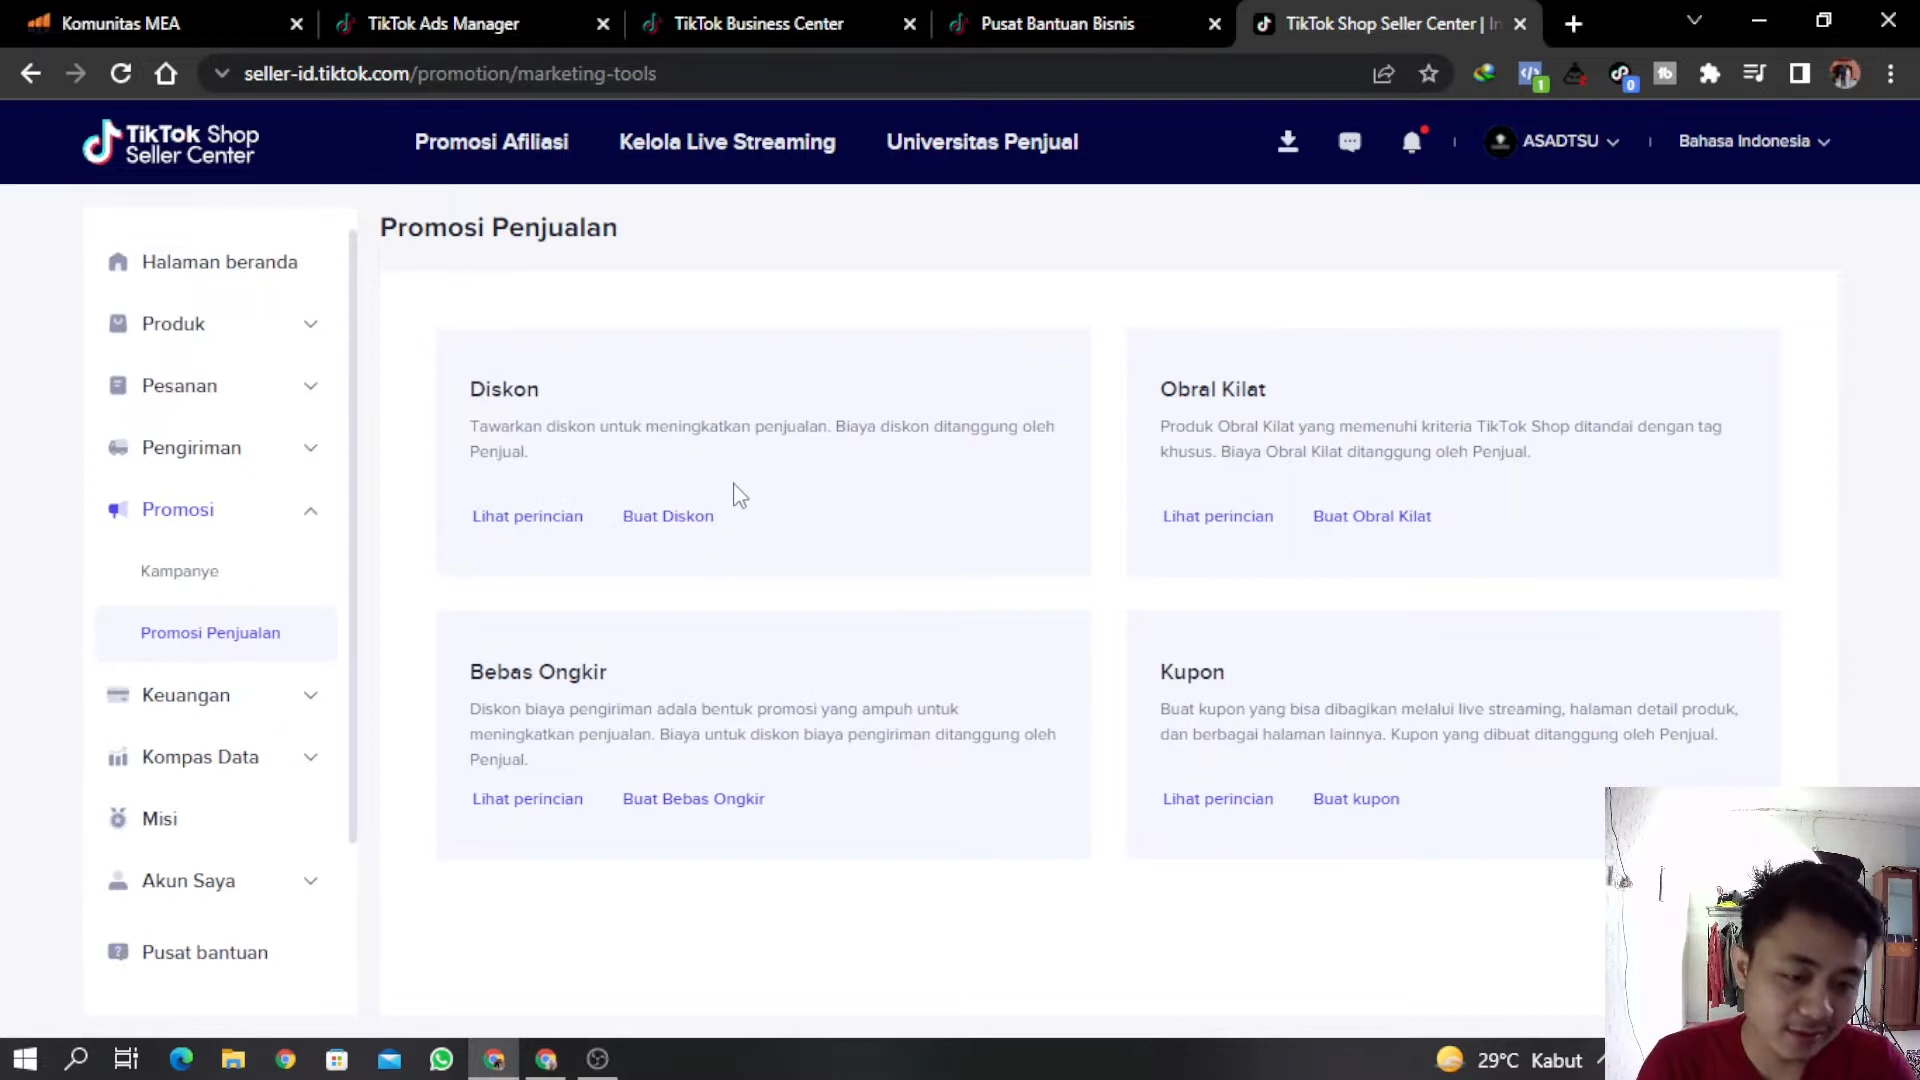 Komunitas MEA
TikTok Ads Manager
TikTok Business Center
Pusat Bantuan Bisnis
TikTok Shop Seller Center | In
seller-id.tiktok.com/promotion/marketing-tools
1
0
tb
TikTok Shop
Seller Center
Promosi Afiliasi
Kelola Live Streaming
Universitas Penjual
ASADTSU
Bahasa Indonesia
Halaman beranda
Produk
Pesanan
Pengiriman
Promosi
Kampanye
Promosi Penjualan
Keuangan
Kompas Data
Misi
Akun Saya
Pusat bantuan
Promosi Penjualan
Diskon
Tawarkan diskon untuk meningkatkan penjualan. Biaya diskon ditanggung oleh
Penjual.
Lihat perincian Buat Diskon
Obral Kilat
Produk Obral Kilat yang memenuhi kriteria TikTok Shop ditandai dengan tag
khusus. Biaya Obral Kilat ditanggung oleh Penjual.
Lihat perincian Buat Obral Kilat
Bebas Ongkir
Diskon biaya pengiriman adala bentuk promosi yang ampuh untuk
meningkatkan penjualan. Biaya untuk diskon biaya pengiriman ditanggung oleh
Penjual.
Lihat perincian Buat Bebas Ongkir
Kupon
Buat kupon yang bisa dibagikan melalui live streaming, halaman detail produk,
dan berbagai halaman lainnya. Kupon yang dibuat ditanggung oleh Penjual.
Lihat perincian Buat kupon
29°C Kabut